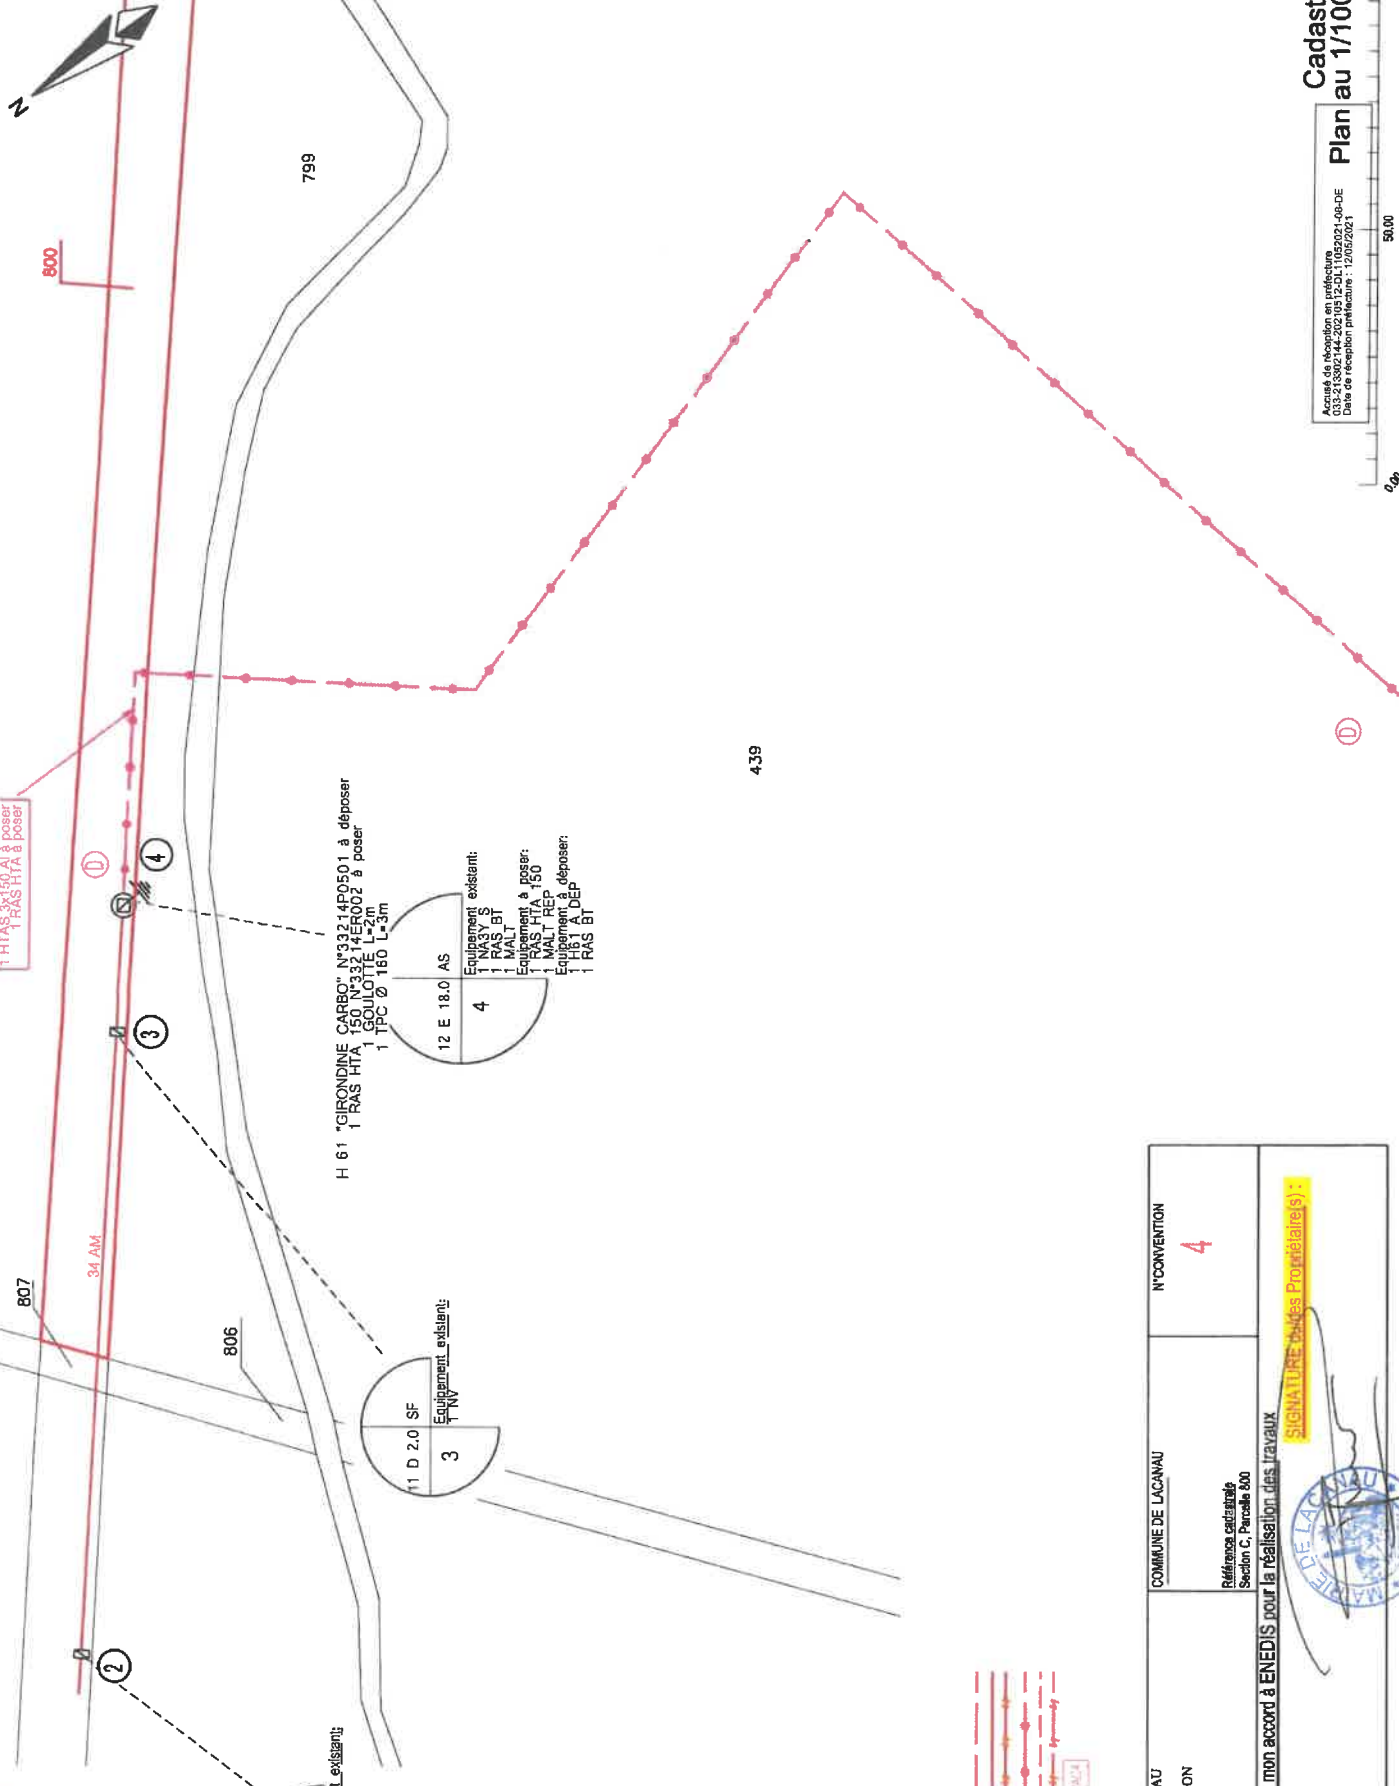 N
800
799
1 HTAS 3x150 Al à poser
1 RAS HTA à poser
D
4
3
34 AM
807
806
2
H 61 "GIRONDINE CARBO" N°33214P0501 à déposer
1 RAS HTA 150 N°33214ER002 à poser
1 GOULOTTE L=2m
1 TPC Ø 160 L=3m
12 E 18.0 AS
4
Equipement existant:
1 NA3Y S
1 RAS BT
1 MALT
Equipement à poser:
1 RAS HTA 150
1 MALT REP
Equipement à déposer:
1 H61 A DEP
1 RAS BT
11 D 2.0 SF
3
Equipement existant:
1 NV
existant:
439
D
Cadast
Plan au 1/100
Accusé de réception en préfecture
033-213302144-20210512-DL11052021-08-DE
Date de réception préfecture : 12/05/2021
0.00
50.00
AU
ON
COMMUNE DE LACANAU
Référence cadastrale
Section C, Parcelle 800
N°CONVENTION
4
mon accord à ENEDIS pour la réalisation des travaux
SIGNATURE du/des Propriétaire(s) :
MAIRIE DE LACANAU